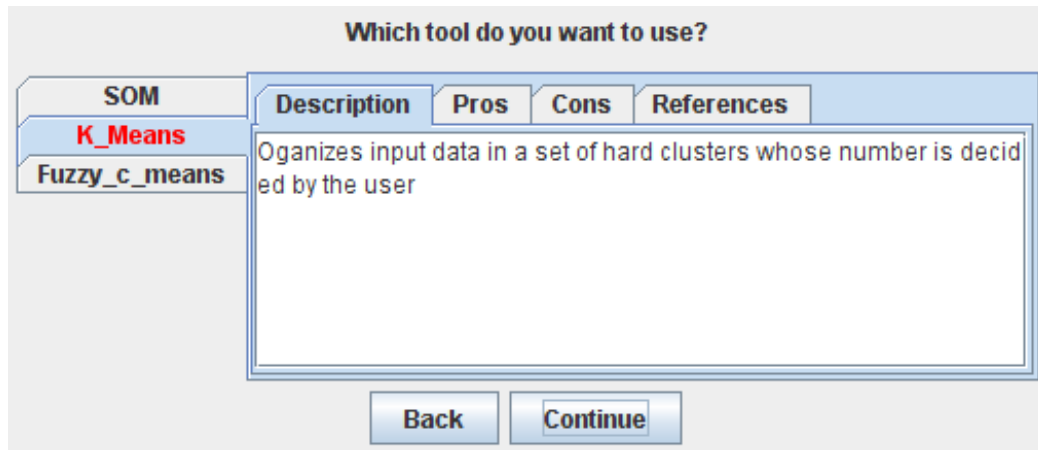 Which tool do you want to use?
SOM
K_Means
Fuzzy_c_means
Description Pros Cons References
Oganizes input data in a set of hard clusters whose number is decid
ed by the user
Back Continue